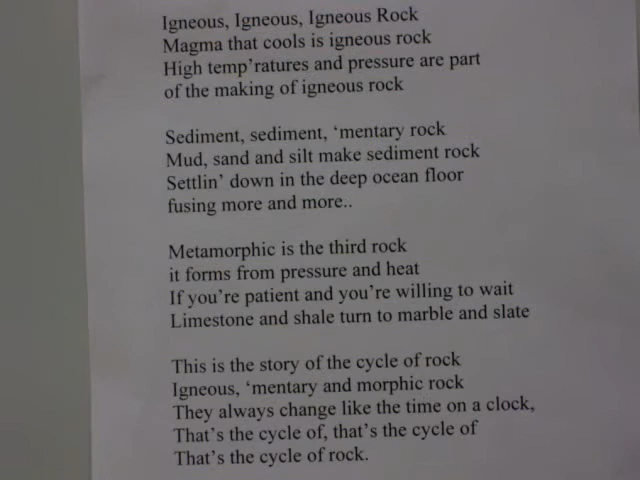 Igneous, Igneous, Igneous Rock
Magma that cools is igneous rock
High temp’ratures and pressure are part
of the making of igneous rock
Sediment, sediment, ‘mentary rock
Mud, sand and silt make sediment rock
Settlin’ down in the deep ocean floor
fusing more and more..
Metamorphic is the third rock
it forms from pressure and heat
If you’re patient and you’re willing to wait
Limestone and shale turn to marble and slate
This is the story of the cycle of rock
Igneous, ‘mentary and morphic rock
They always change like the time on a clock,
That’s the cycle of, that’s the cycle of
That’s the cycle of rock.